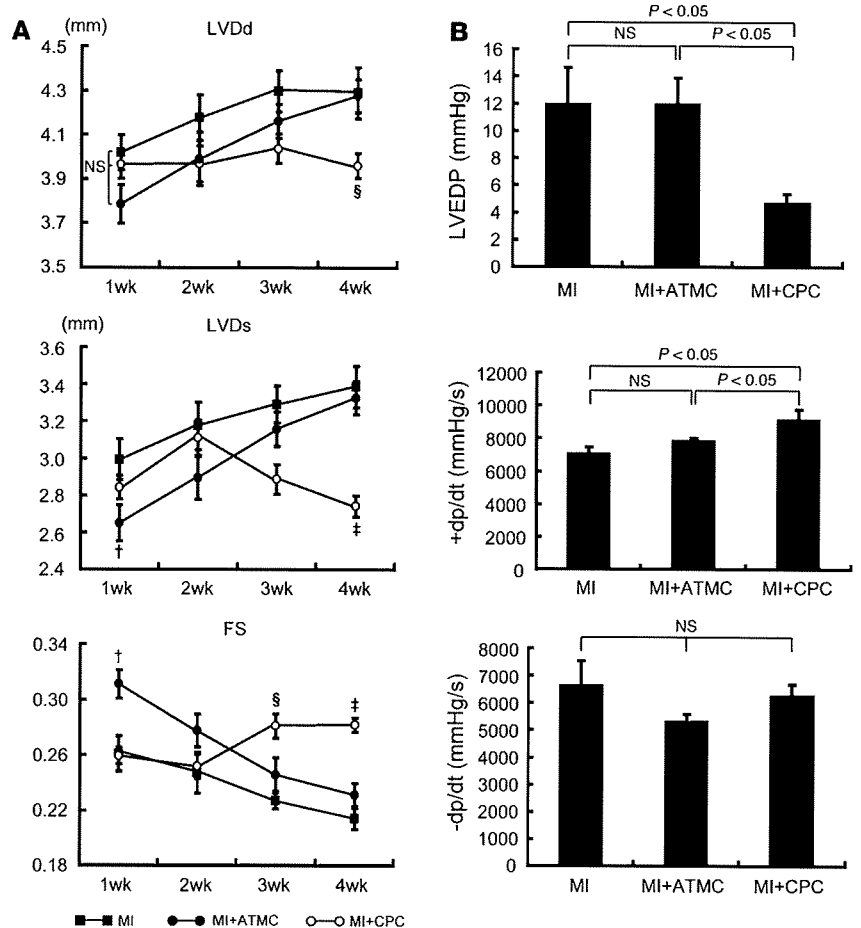 A
(mm)
LVDd
4.5
4.3
4.1
3.9
3.7
3.5
NS
§
1wk 2wk 3wk 4wk
(mm)
LVDs
3.6
3.4
3.2
3.0
2.8
2.6
2.4
†
‡
1wk 2wk 3wk 4wk
FS
0.34
0.30
0.26
0.22
0.18
†
§
‡
1wk 2wk 3wk 4wk
MI MI+ATMC MI+CPC
B
P < 0.05
NS P < 0.05
LVEDP (mmHg)
16
14
12
10
8
6
4
2
0
MI MI+ATMC MI+CPC
P < 0.05
NS P < 0.05
+dp/dt (mmHg/s)
12000
10000
8000
6000
4000
2000
0
MI MI+ATMC MI+CPC
NS
-dp/dt (mmHg/s)
8000
7000
6000
5000
4000
3000
2000
1000
0
MI MI+ATMC MI+CPC